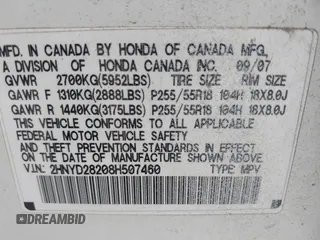 MFD. IN CANADA BY HONDA OF CANADA MFG.,
A DIVISION OF HONDA CANADA INC. 09/07
GVWR 2700KG(5952LBS) TIRE SIZE RIM SIZE
GAWR F 1310KG(2888LBS) P255/55R18 104H 18X8.0J
GAWR R 1440KG(3175LBS) P255/55R18 104H 18X8.0J
THIS VEHICLE CONFORMS TO ALL APPLICABLE
FEDERAL MOTOR VEHICLE SAFETY AND
THEFT PREVENTION STANDARDS IN EFFECT
ON THE DATE OF MANUFACTURE SHOWN ABOVE.
V.I.N.: 2HNYD28208H507460 TYPE: MPV
DREAMBID